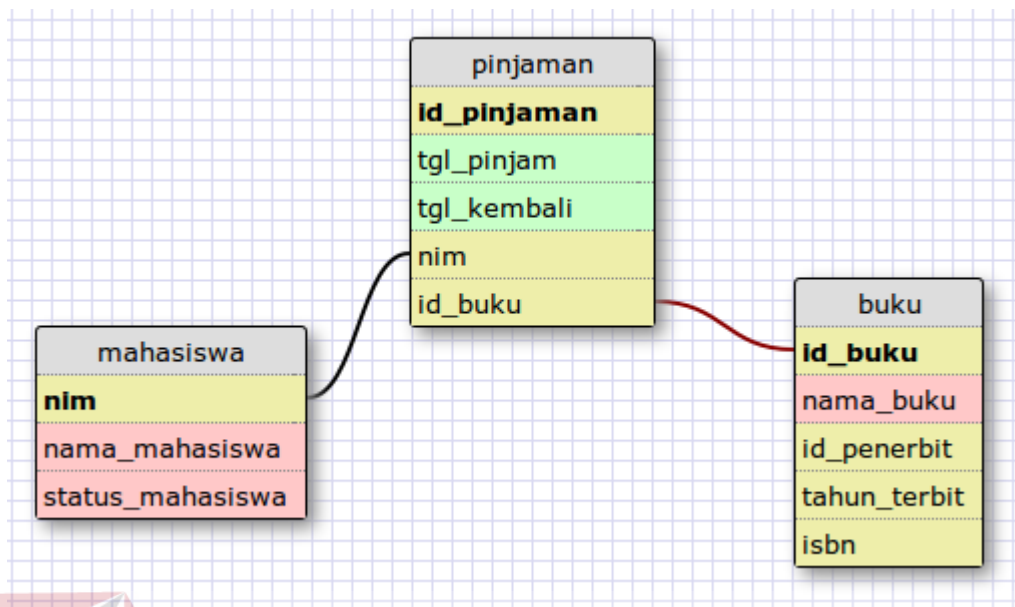 pinjaman
id_pinjaman
tgl_pinjam
tgl_kembali
nim
id_buku
mahasiswa
nim
nama_mahasiswa
status_mahasiswa
buku
id_buku
nama_buku
id_penerbit
tahun_terbit
isbn